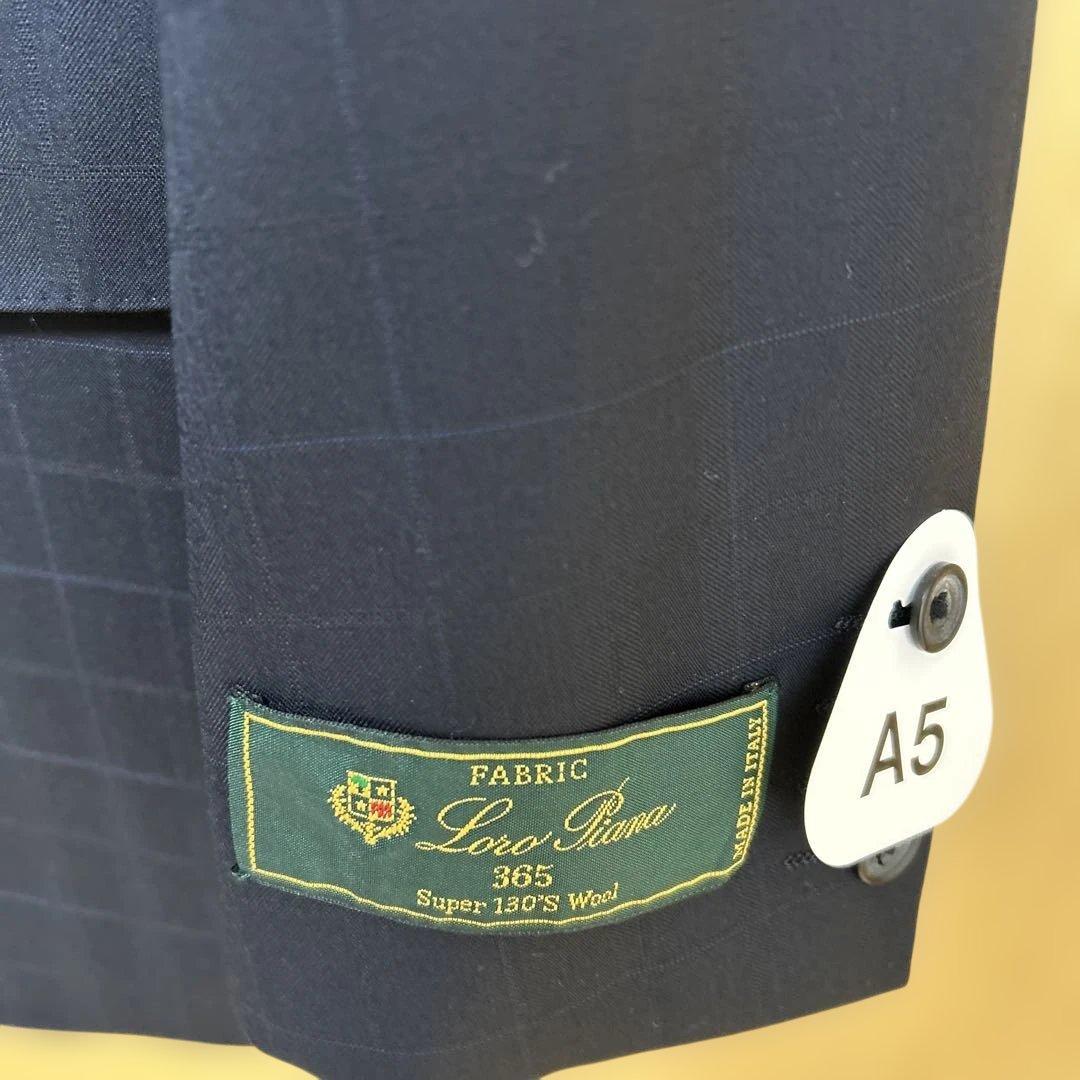 FABRIC
Loro Piana
365
Super 130'S Wool
MADE IN ITALY
A5